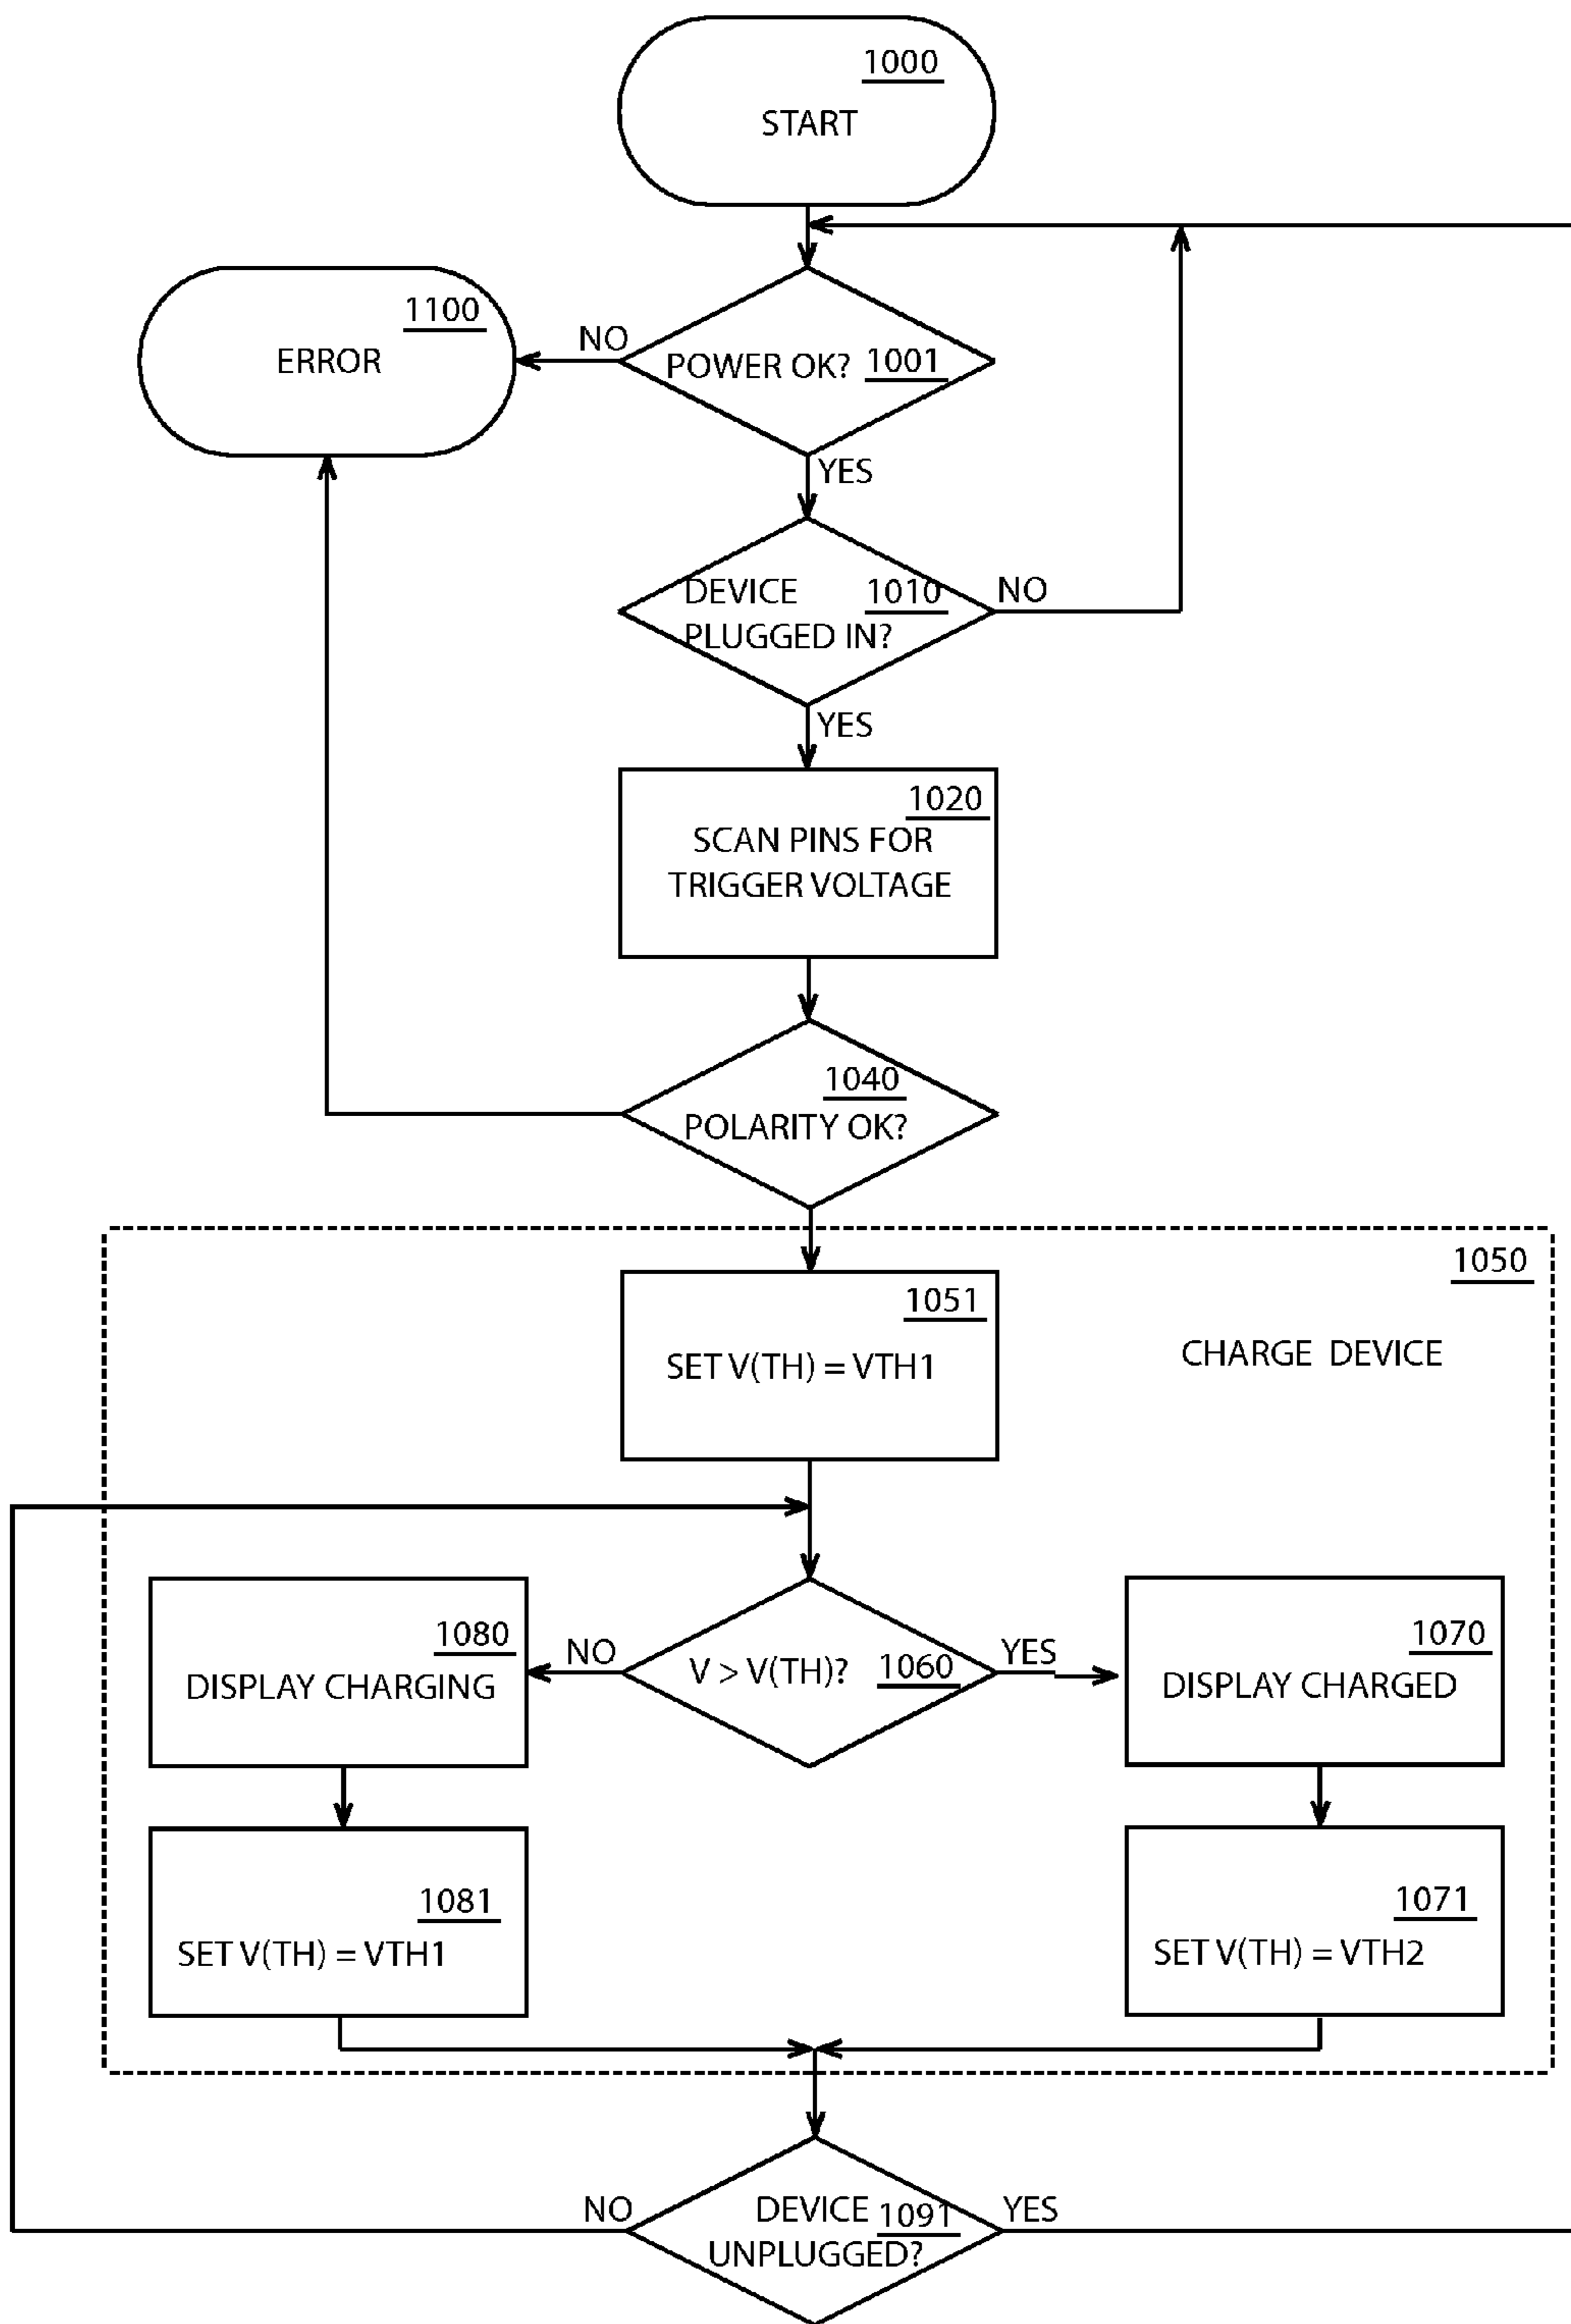 1000
START
1100
ERROR
NO
POWER OK? 1001
YES
DEVICE 1010
PLUGGED IN?
NO
YES
1020
SCAN PINS FOR
TRIGGER VOLTAGE
1040
POLARITY OK?
1050
CHARGE DEVICE
1051
SET V(TH) = VTH1
1080
DISPLAY CHARGING
NO
V > V(TH)? 1060
YES
1070
DISPLAY CHARGED
1081
SET V(TH) = VTH1
1071
SET V(TH) = VTH2
NO
DEVICE 1091
UNPLUGGED?
YES